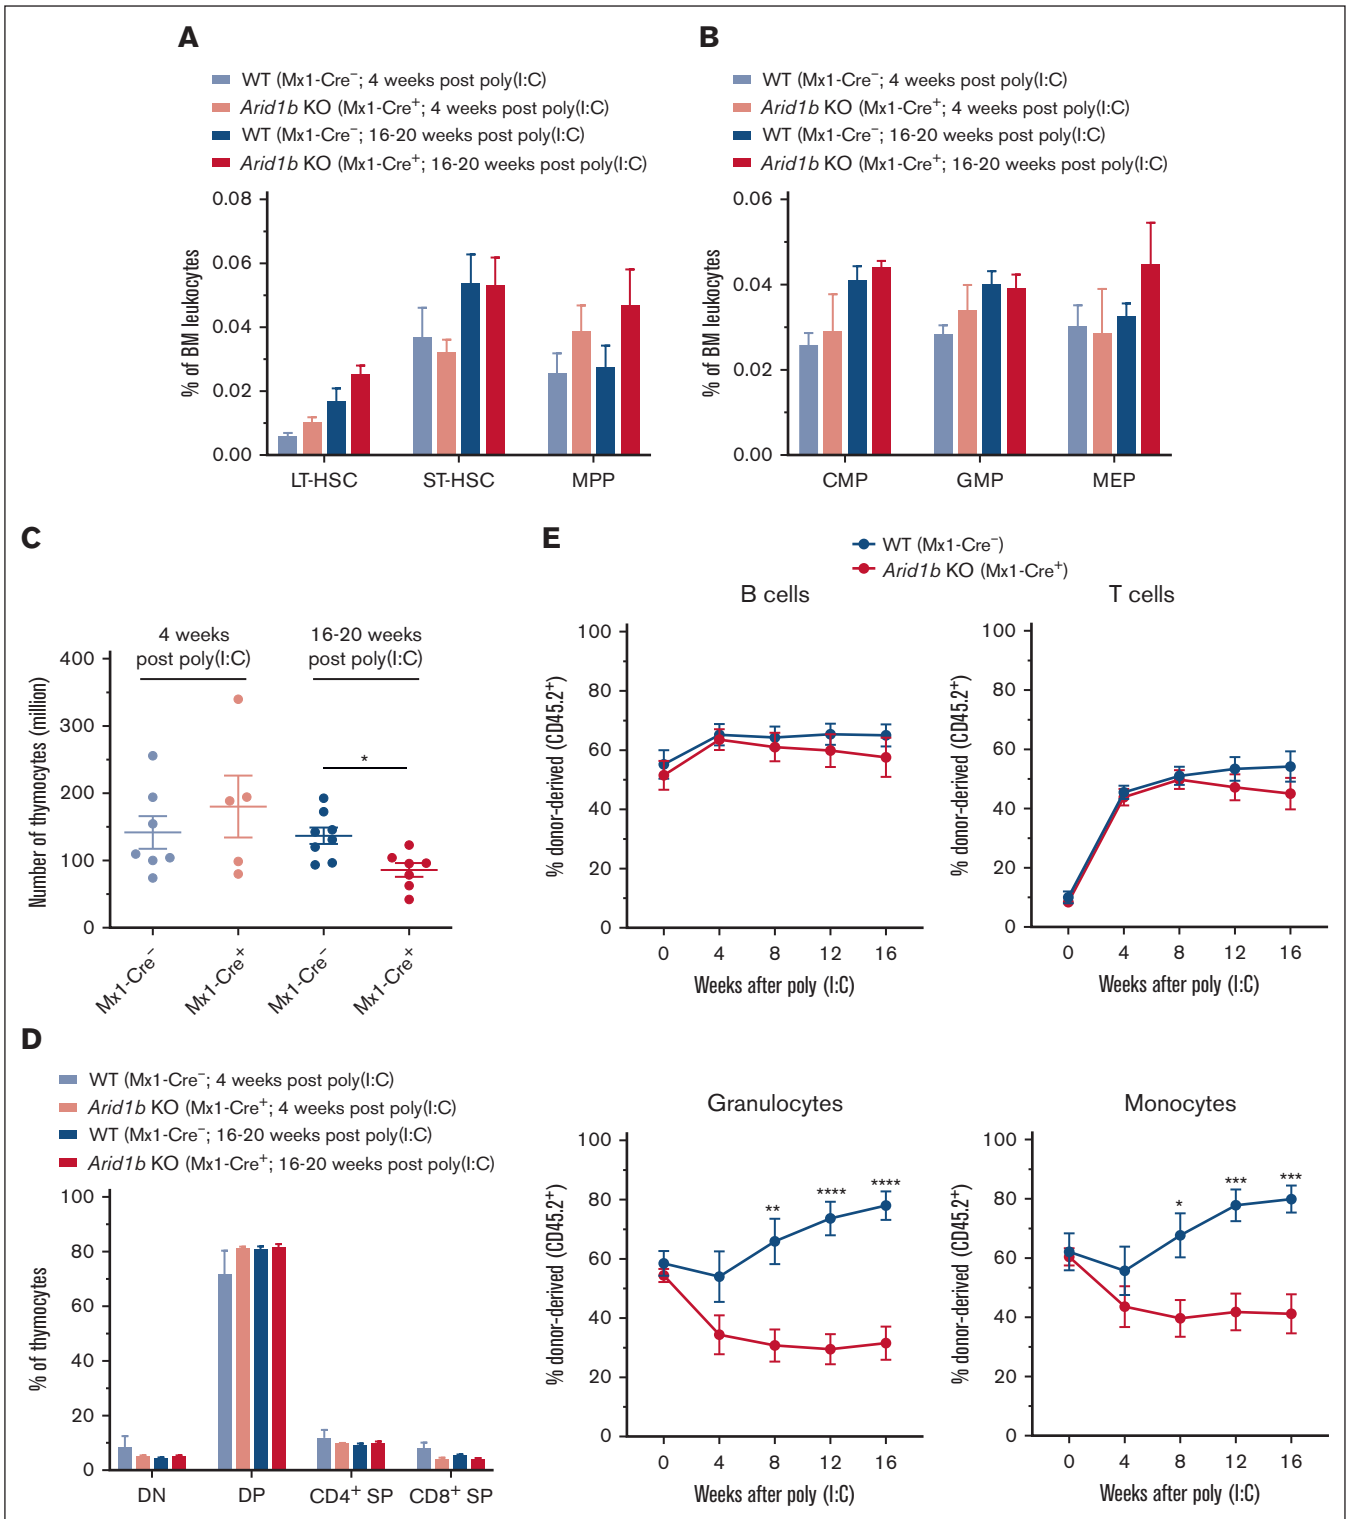 A
WT (Mx1-Cre⁻; 4 weeks post poly(I:C)
Arid1b KO (Mx1-Cre⁺; 4 weeks post poly(I:C)
WT (Mx1-Cre⁻; 16-20 weeks post poly(I:C)
Arid1b KO (Mx1-Cre⁺; 16-20 weeks post poly(I:C)
% of BM leukocytes
0.08
0.06
0.04
0.02
0.00
LT-HSC ST-HSC MPP
B
WT (Mx1-Cre⁻; 4 weeks post poly(I:C)
Arid1b KO (Mx1-Cre⁺; 4 weeks post poly(I:C)
WT (Mx1-Cre⁻; 16-20 weeks post poly(I:C)
Arid1b KO (Mx1-Cre⁺; 16-20 weeks post poly(I:C)
% of BM leukocytes
0.06
0.04
0.02
0.00
CMP GMP MEP
C
4 weeks
post poly(I:C)
16-20 weeks
post poly(I:C)
*
Number of thymocytes (million)
400
300
200
100
0
Mx1-Cre⁻ Mx1-Cre⁺ Mx1-Cre⁻ Mx1-Cre⁺
D
WT (Mx1-Cre⁻; 4 weeks post poly(I:C)
Arid1b KO (Mx1-Cre⁺; 4 weeks post poly(I:C)
WT (Mx1-Cre⁻; 16-20 weeks post poly(I:C)
Arid1b KO (Mx1-Cre⁺; 16-20 weeks post poly(I:C)
% of thymocytes
100
80
60
40
20
0
DN DP CD4⁺ SP CD8⁺ SP
E
WT (Mx1-Cre⁻)
Arid1b KO (Mx1-Cre⁺)
B cells
% donor-derived (CD45.2⁺)
100
80
60
40
20
0
0 4 8 12 16
Weeks after poly (I:C)
T cells
% donor-derived (CD45.2⁺)
100
80
60
40
20
0
0 4 8 12 16
Weeks after poly (I:C)
Granulocytes
% donor-derived (CD45.2⁺)
100
80
60
40
20
0
** **** ****
0 4 8 12 16
Weeks after poly (I:C)
Monocytes
% donor-derived (CD45.2⁺)
100
80
60
40
20
0
* *** ***
0 4 8 12 16
Weeks after poly (I:C)